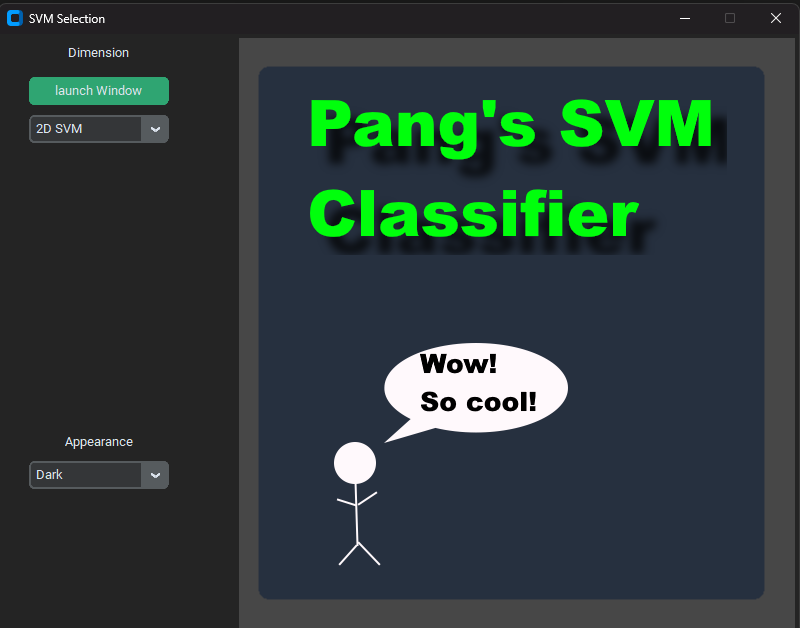 SVM Selection
Dimension
launch Window
2D SVM
Appearance
Dark
Pang's SVM
Classifier
Wow!
So cool!